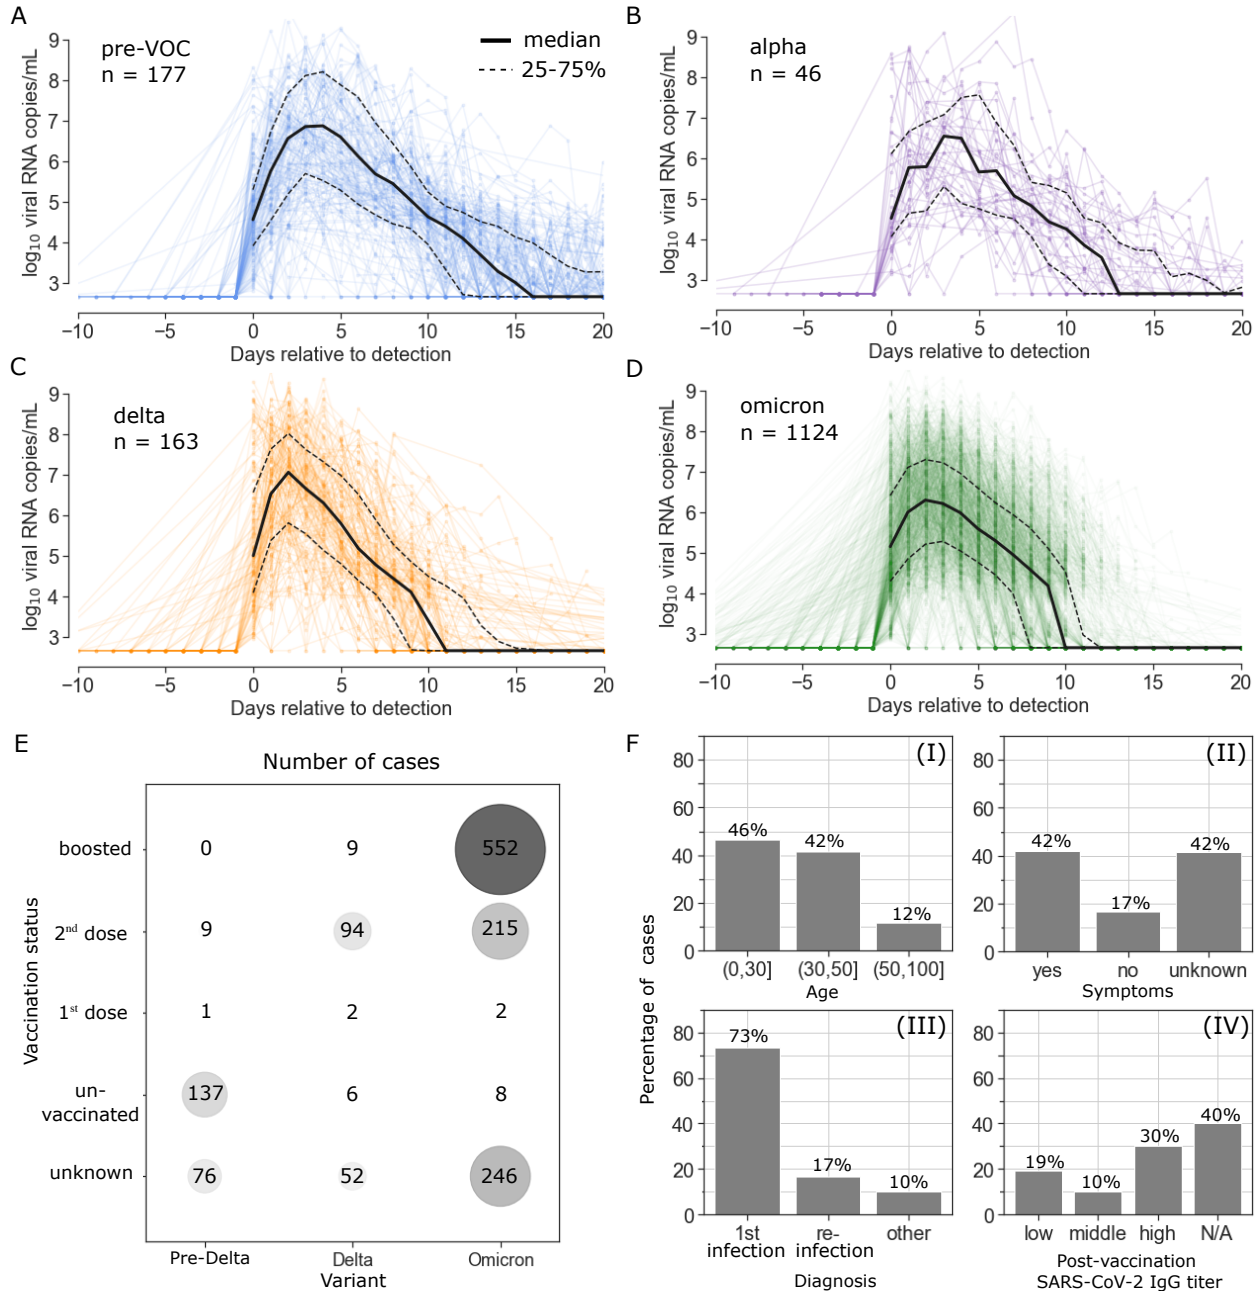 A
pre-VOC
n = 177
median
25-75%
log₁₀ viral RNA copies/mL
9
8
7
6
5
4
3
−10
−5
0
5
10
15
20
Days relative to detection
B
alpha
n = 46
log₁₀ viral RNA copies/mL
9
8
7
6
5
4
3
−10
−5
0
5
10
15
20
Days relative to detection
C
delta
n = 163
log₁₀ viral RNA copies/mL
9
8
7
6
5
4
3
−10
−5
0
5
10
15
20
Days relative to detection
D
omicron
n = 1124
log₁₀ viral RNA copies/mL
9
8
7
6
5
4
3
−10
−5
0
5
10
15
20
Days relative to detection
E
Number of cases
Vaccination status
boosted
0 9 552
2nd dose
9 94 215
1st dose
1 2 2
un-
vaccinated
137 6 8
unknown
76 52 246
Pre-Delta Delta Omicron
Variant
F
Percentage of cases
(I)
80
60
40
20
0
46%
42%
12%
(0,30] (30,50] (50,100]
Age
(II)
80
60
40
20
0
42%
17%
42%
yes no unknown
Symptoms
(III)
80
60
40
20
0
73%
17%
10%
1st
infection
re-
infection
other
Diagnosis
(IV)
80
60
40
20
0
19%
10%
30%
40%
low middle high N/A
Post-vaccination
SARS-CoV-2 IgG titer